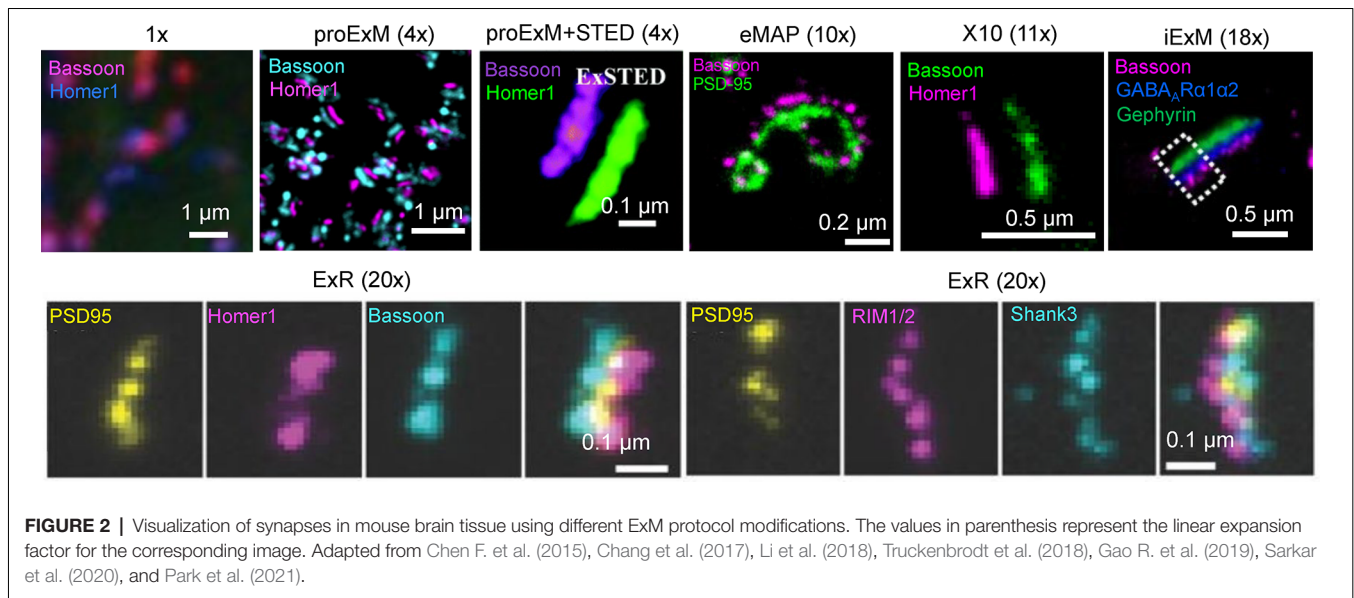 1x
proExM (4x)
proExM+STED (4x)
eMAP (10x)
X10 (11x)
iExM (18x)
Bassoon
Homer1
1 µm
Bassoon
Homer1
1 µm
Bassoon
Homer1
ExSTED
0.1 µm
Bassoon
PSD-95
0.2 µm
Bassoon
Homer1
0.5 µm
Bassoon
GABAARα1α2
Gephyrin
0.5 µm
ExR (20x)
ExR (20x)
PSD95
Homer1
Bassoon
0.1 µm
PSD95
RIM1/2
Shank3
0.1 µm
FIGURE 2 | Visualization of synapses in mouse brain tissue using different ExM protocol modifications. The values in parenthesis represent the linear expansion
factor for the corresponding image. Adapted from Chen F. et al. (2015), Chang et al. (2017), Li et al. (2018), Truckenbrodt et al. (2018), Gao R. et al. (2019), Sarkar
et al. (2020), and Park et al. (2021).